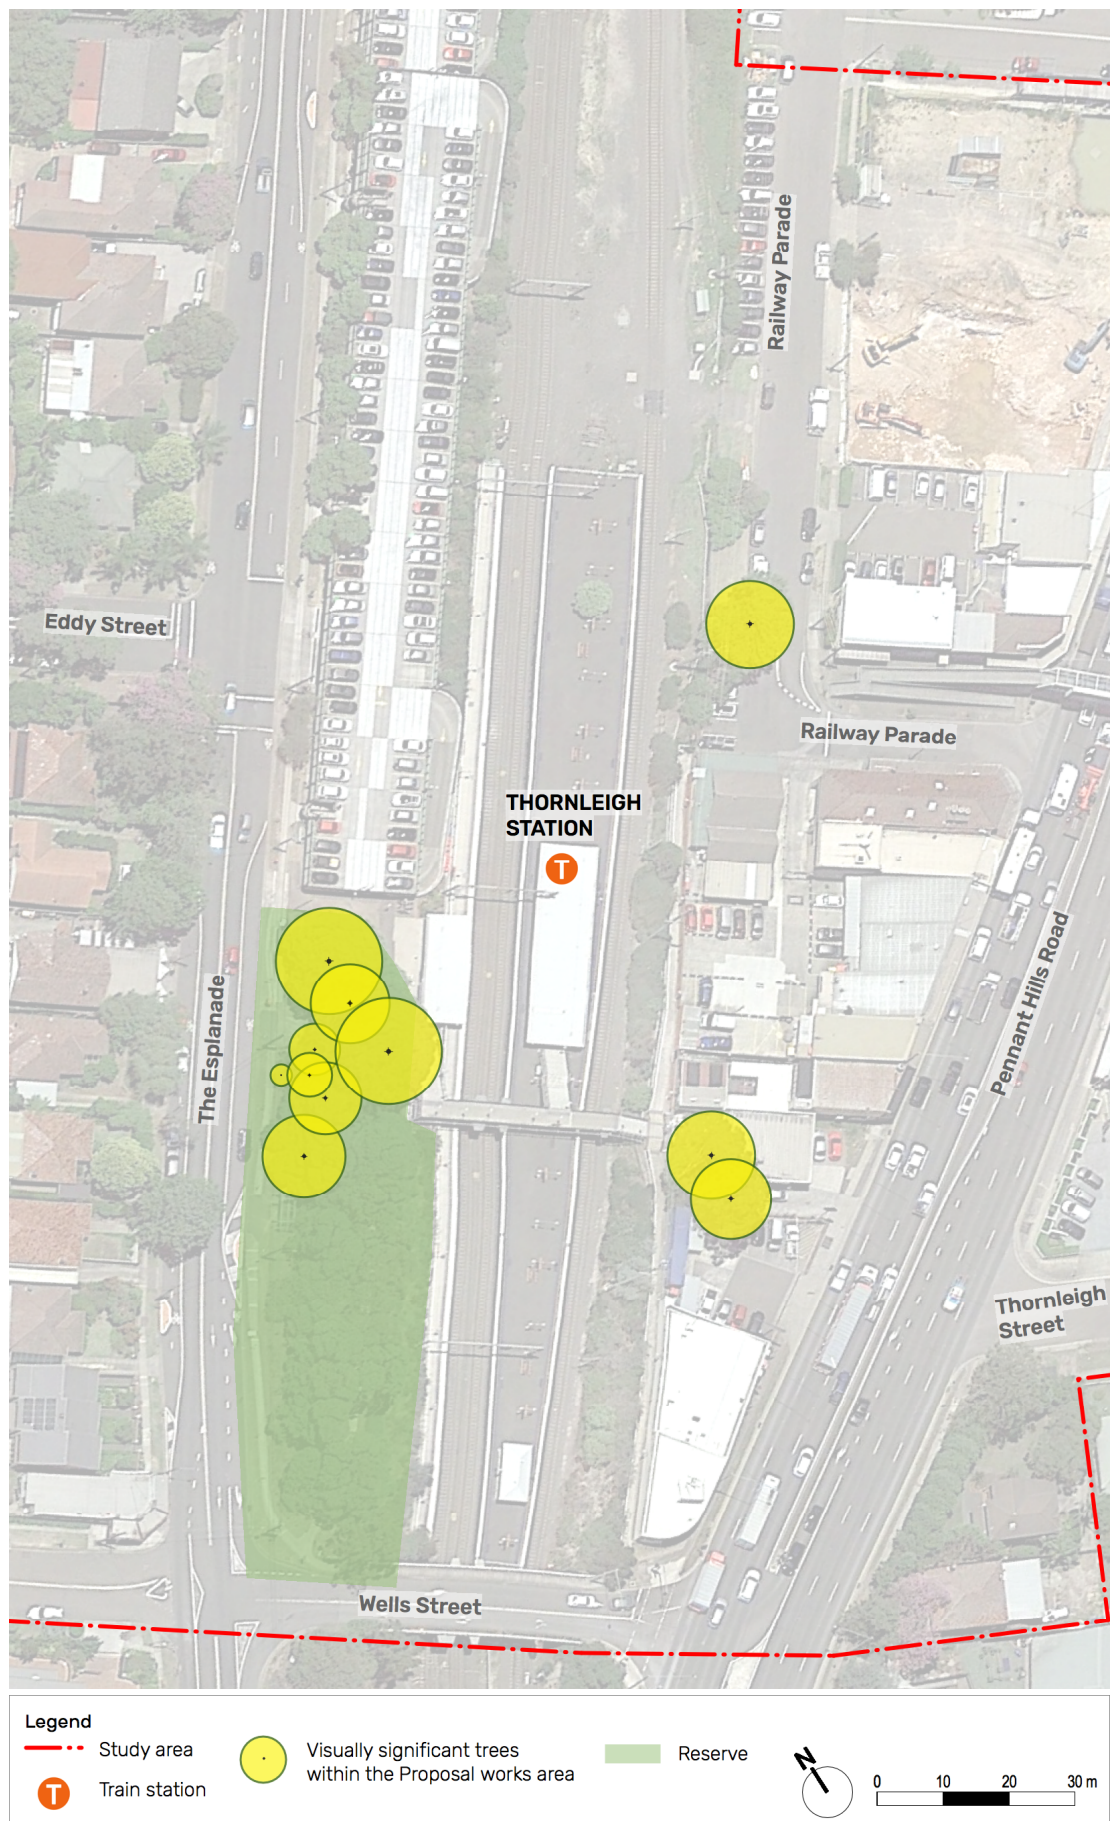 Railway Parade
Eddy Street
Railway Parade
THORNLEIGH
STATION
T
The Esplanade
Pennant Hills Road
Thornleigh
Street
Wells Street
Legend
Study area
T
Train station
Visually significant trees
within the Proposal works area
Reserve
N
0 10 20 30 m